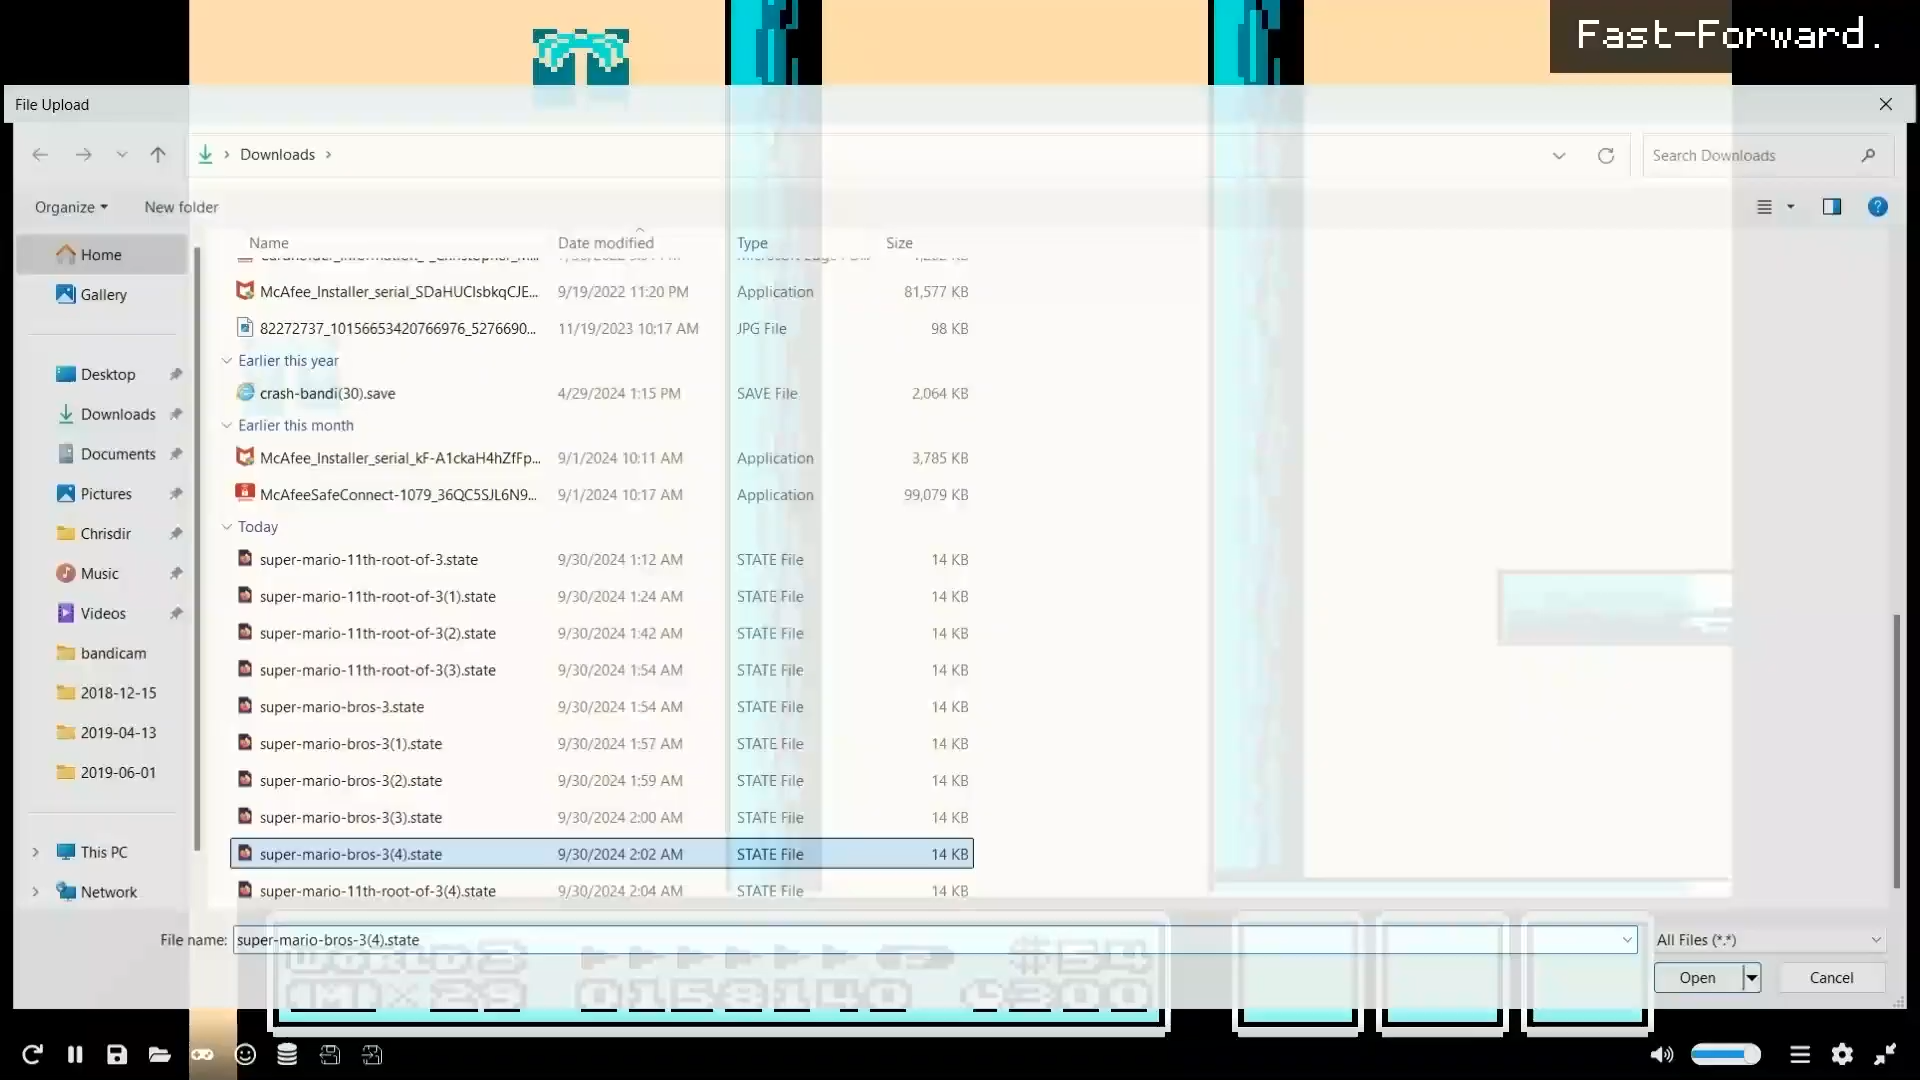 Fast-Forward.
File Upload
Downloads
Search Downloads
Organize
New folder
Name Date modified Type Size
Home
Gallery
Desktop
Downloads
Documents
Pictures
Chrisdir
Music
Videos
bandicam
2018-12-15
2019-04-13
2019-06-01
This PC
Network
McAfee_Installer_serial_SDaHUCIsbkqCJE... 9/19/2022 11:20 PM Application 81,577 KB
82272737_10156653420766976_5276690... 11/19/2023 10:17 AM JPG File 98 KB
Earlier this year
crash-bandi(30).save 4/29/2024 1:15 PM SAVE File 2,064 KB
Earlier this month
McAfee_Installer_serial_kF-A1ckaH4hZfFp... 9/1/2024 10:11 AM Application 3,785 KB
McAfeeSafeConnect-1079_36QC5SJL6N9... 9/1/2024 10:17 AM Application 99,079 KB
Today
super-mario-11th-root-of-3.state 9/30/2024 1:12 AM STATE File 14 KB
super-mario-11th-root-of-3(1).state 9/30/2024 1:24 AM STATE File 14 KB
super-mario-11th-root-of-3(2).state 9/30/2024 1:42 AM STATE File 14 KB
super-mario-11th-root-of-3(3).state 9/30/2024 1:54 AM STATE File 14 KB
super-mario-bros-3.state 9/30/2024 1:54 AM STATE File 14 KB
super-mario-bros-3(1).state 9/30/2024 1:57 AM STATE File 14 KB
super-mario-bros-3(2).state 9/30/2024 1:59 AM STATE File 14 KB
super-mario-bros-3(3).state 9/30/2024 2:00 AM STATE File 14 KB
super-mario-bros-3(4).state 9/30/2024 2:02 AM STATE File 14 KB
super-mario-11th-root-of-3(4).state 9/30/2024 2:04 AM STATE File 14 KB
File name: super-mario-bros-3(4).state All Files (*.*)
Open Cancel